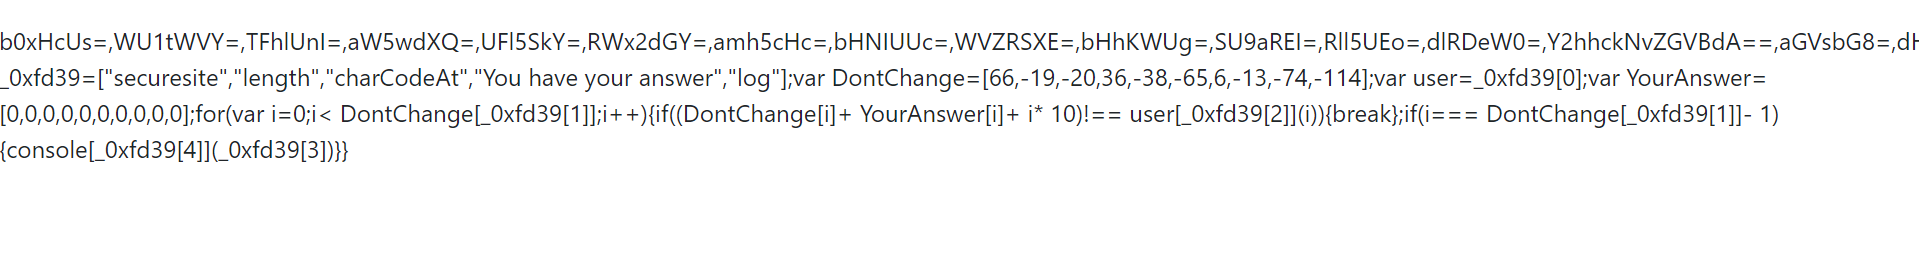 b0xHcUs=,WU1tWVY=,TFhlUnI=,aW5wdXQ=,UFl5SkY=,RWx2dGY=,amh5cHc=,bHNIUUc=,WVZRSXE=,bHhKWUg=,SU9aREI=,Rll5UEo=,dlRDeW0=,Y2hhckNvZGVBdA==,aGVsbG8=,dH
_0xfd39=["securesite","length","charCodeAt","You have your answer","log"];var DontChange=[66,-19,-20,36,-38,-65,6,-13,-74,-114];var user=_0xfd39[0];var YourAnswer=
[0,0,0,0,0,0,0,0,0,0];for(var i=0;i< DontChange[_0xfd39[1]];i++){if((DontChange[i]+ YourAnswer[i]+ i* 10)!== user[_0xfd39[2]](i)){break};if(i=== DontChange[_0xfd39[1]]- 1)
{console[_0xfd39[4]](_0xfd39[3])}}